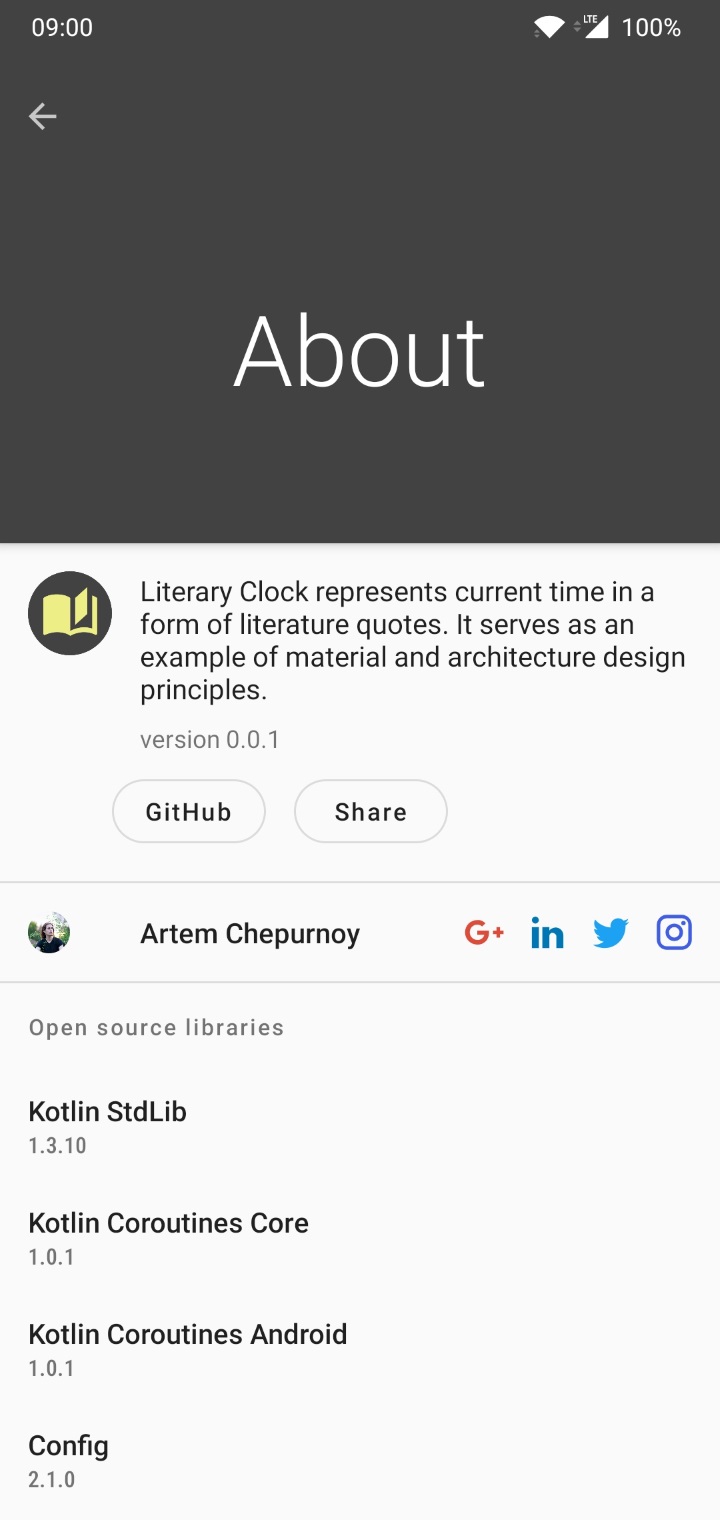 09:00
LTE
100%
About
Literary Clock represents current time in a
form of literature quotes. It serves as an
example of material and architecture design
principles.
version 0.0.1
GitHub
Share
Artem Chepurnoy
G+
in
Open source libraries
Kotlin StdLib
1.3.10
Kotlin Coroutines Core
1.0.1
Kotlin Coroutines Android
1.0.1
Config
2.1.0